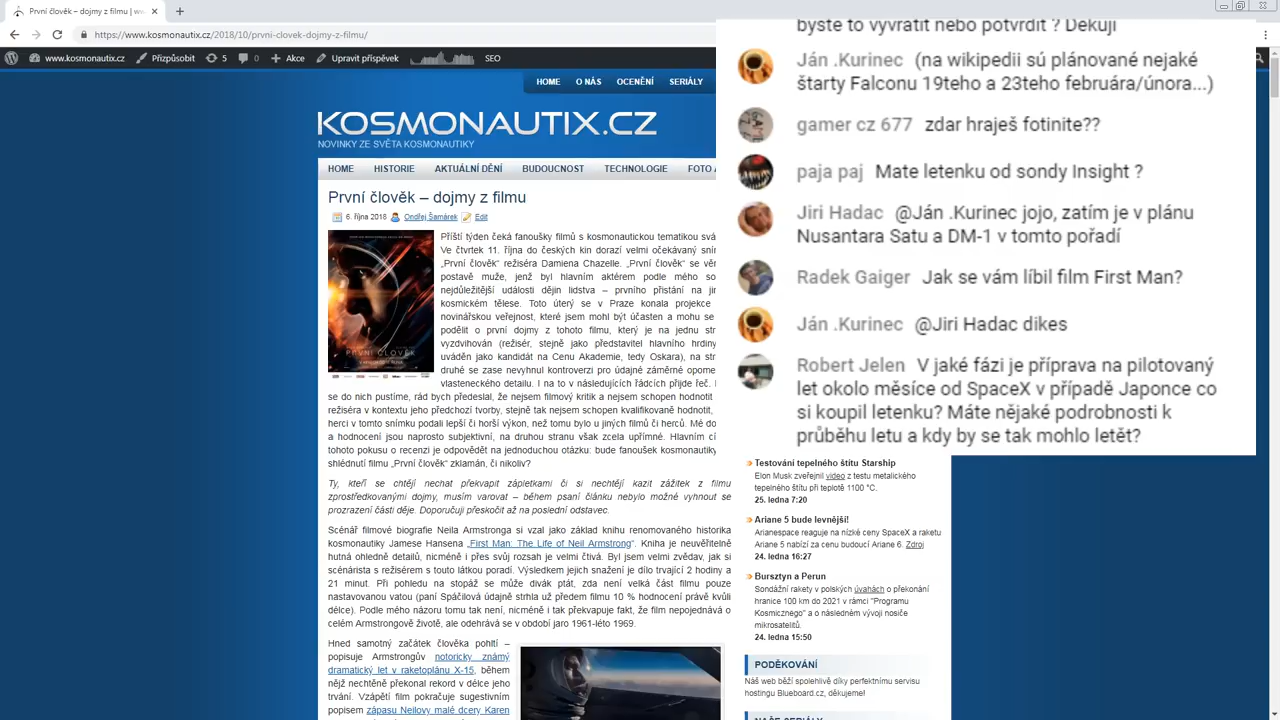 První člověk – dojmy z filmu | ww
https://www.kosmonautix.cz/2018/10/prvni-clovek-dojmy-z-filmu/
www.kosmonautix.cz Přizpůsobit 5 0 Akce Upravit příspěvek SEO
HOME O NÁS OCENĚNÍ SERIÁLY
KOSMONAUTIX.CZ
NOVINKY ZE SVĚTA KOSMONAUTIKY
HOME HISTORIE AKTUÁLNÍ DĚNÍ BUDOUCNOST TECHNOLOGIE FOTO A
První člověk – dojmy z filmu
6. října 2018 Ondřej Šamárek Edit
PRVNÍ ČLOVĚK
Příští týden čeká fanoušky filmů s kosmonautickou tematikou svá
Ve čtvrtek 11. října do českých kin dorazí velmi očekávaný sním
„První člověk“ režiséra Damiena Chazelle. „První člověk“ se věn
postavě muže, jenž byl hlavním aktérem podle mého so
nejdůležitější události dějin lidstva – prvního přistání na jin
kosmickém tělese. Toto úterý se v Praze konala projekce
novinářskou veřejnost, které jsem mohl být účasten a mohu se
podělit o první dojmy z tohoto filmu, který je na jednu str
vyzdvihován (režisér, stejně jako představitel hlavního hrdiny
uváděn jako kandidát na Cenu Akademie, tedy Oskara), na str
druhé se zase nevyhnul kontroverzi pro údajné záměrné opome
vlasteneckého detailu. I na to v následujících řádcích přijde řeč.
se do nich pustíme, rád bych předeslal, že nejsem filmový kritik a nejsem schopen hodnotit
režiséra v kontextu jeho předchozí tvorby, stejně tak nejsem schopen kvalifikovaně hodnotit,
herci v tomto snímku podali lepší či horší výkon, než tomu bylo u jiných filmů či herců. Mé do
a hodnocení jsou naprosto subjektivní, na druhou stranu však zcela upřímné. Hlavním cí
tohoto pokusu o recenzi je odpovědět na jednoduchou otázku: bude fanoušek kosmonautiky
shlédnutí filmu „První člověk“ zklamán, či nikoliv?
Ty, kteří se chtějí nechat překvapit zápletkami či si nechtějí kazit zážitek z filmu
zprostředkovanými dojmy, musím varovat – během psaní článku nebylo možné vyhnout se
prozrazení části děje. Doporučuji přeskočit až na poslední odstavec.
Scénář filmové biografie Neila Armstronga si vzal jako základ knihu renomovaného historika
kosmonautiky Jamese Hansena „First Man: The Life of Neil Armstrong“. Kniha je neuvěřitelně
hutná ohledně detailů, nicméně i přes svůj rozsah je velmi čtivá. Byl jsem velmi zvědav, jak si
scénárista s režisérem s touto látkou poradí. Výsledkem jejich snažení je dílo trvající 2 hodiny a
21 minut. Při pohledu na stopáž se může divák ptát, zda není velká část filmu pouze
nastavovanou vatou (paní Spáčilová údajně strhla už předem filmu 10 % hodnocení právě kvůli
délce). Podle mého názoru tomu tak není, nicméně i tak překvapuje fakt, že film nepojednává o
celém Armstrongově životě, ale odehrává se v období jaro 1961-léto 1969.
Hned samotný začátek člověka pohltí –
popisuje Armstrongův notoricky známý
dramatický let v raketoplánu X-15, během
nějž nechtěně překonal rekord v délce jeho
trvání. Vzápětí film pokračuje sugestivním
popisem zápasu Neilovy malé dcery Karen
byste to vyvrátit nebo potvrdit ? Děkuji
Ján .Kurinec (na wikipedii sú plánované nejaké
štarty Falconu 19teho a 23teho februára/února...)
gamer cz 677 zdar hraješ fotinite??
paja paj Mate letenku od sondy Insight ?
Jiri Hadac @Ján .Kurinec jojo, zatím je v plánu
Nusantara Satu a DM-1 v tomto pořadí
Radek Gaiger Jak se vám líbil film First Man?
Ján .Kurinec @Jiri Hadac dikes
Robert Jelen V jaké fázi je příprava na pilotovaný
let okolo měsíce od SpaceX v případě Japonce co
si koupil letenku? Máte nějaké podrobnosti k
průběhu letu a kdy by se tak mohlo letět?
Testování tepelného štítu Starship
Elon Musk zveřejnil video z testu metalického
tepelného štítu při teplotě 1100 °C.
25. ledna 7:20
Ariane 5 bude levnější!
Arianespace reaguje na nízké ceny SpaceX a raketu
Ariane 5 nabízí za cenu budoucí Ariane 6. Zdroj
24. ledna 16:27
Bursztyn a Perun
Sondážní rakety v polských úvahách o překonání
hranice 100 km do 2021 v rámci "Programu
Kosmicznego" a o následném vývoji nosiče
mikrosatelitů.
24. ledna 15:50
PODĚKOVÁNÍ
Náš web běží spolehlivě díky perfektnímu servisu
hostingu Blueboard.cz, děkujeme!
NAŠE SERIÁLY